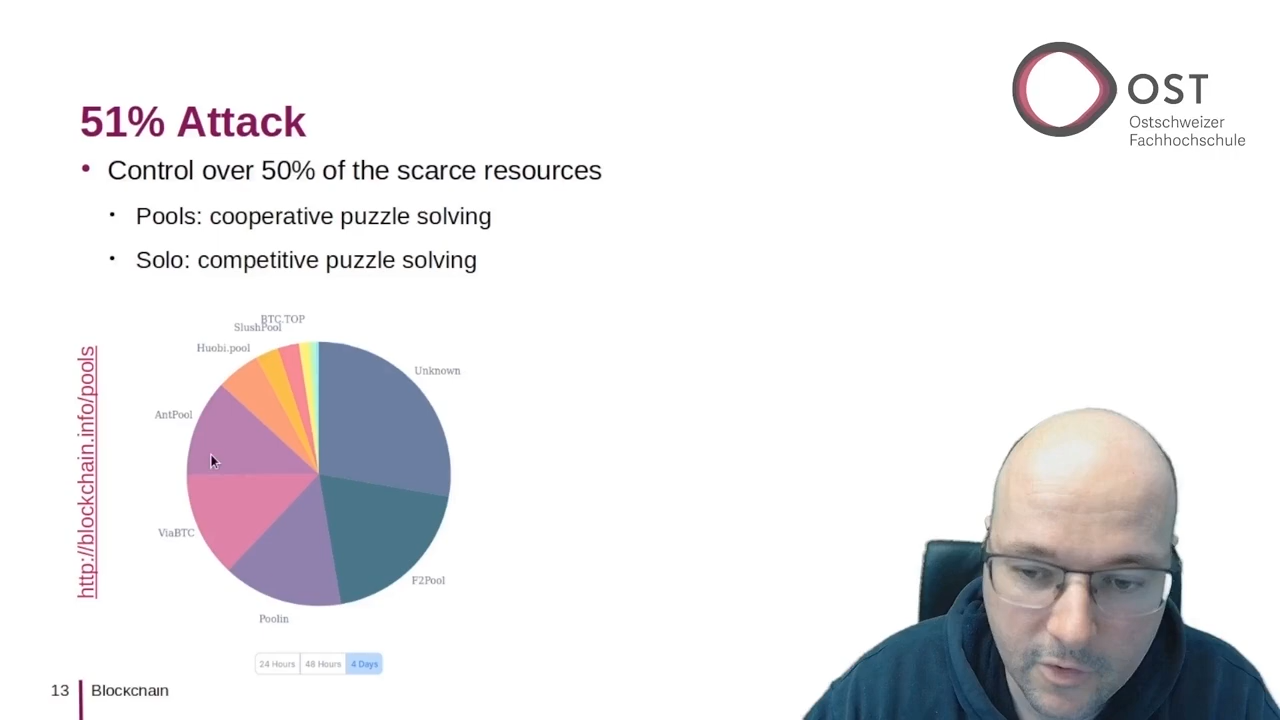 OST
Ostschweizer
Fachhochschule
51% Attack
• Control over 50% of the scarce resources
• Pools: cooperative puzzle solving
• Solo: competitive puzzle solving
http://blockchain.info/pools
BTC.TOP
SlushPool
Huobi.pool
Unknown
AntPool
ViaBTC
F2Pool
Poolin
24 Hours 48 Hours 4 Days
13 Blockchain